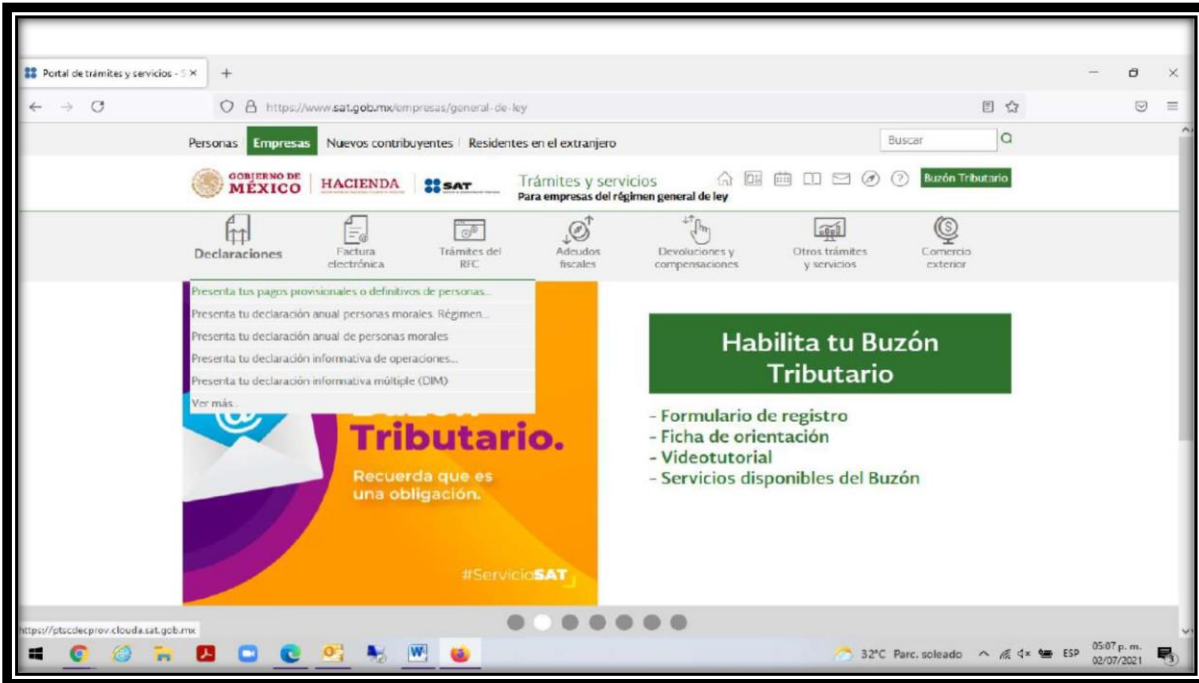 Portal de trámites y servicios - S
https://www.sat.gob.mx/empresas/general-de-ley
Personas Empresas Nuevos contribuyentes Residentes en el extranjero Buscar
GOBIERNO DE MÉXICO HACIENDA SAT Trámites y servicios Buzón Tributario
Para empresas del régimen general de ley
Declaraciones
Factura electrónica
Trámites del RFC
Adeudos fiscales
Devoluciones y compensaciones
Otros trámites y servicios
Comercio exterior
Presenta tus pagos provisionales o definitivos de personas...
Presenta tu declaración anual personas morales. Régimen...
Presenta tu declaración anual de personas morales
Presenta tu declaración informativa de operaciones...
Presenta tu declaración informativa múltiple (DIM)
Ver más...
Tributario.
Recuerda que es
una obligación.
#ServicioSAT
Habilita tu Buzón
Tributario
- Formulario de registro
- Ficha de orientación
- Videotutorial
- Servicios disponibles del Buzón
https://ptscdecprov.clouda.sat.gob.mx
32°C Parc. soleado ESP 05:07 p. m.
02/07/2021